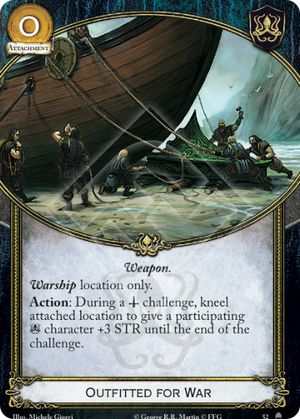 0
ATTACHMENT
Weapon.
Warship location only.
Action: During a challenge, kneel
attached location to give a participating
character +3 STR until the end of the
challenge.
OUTFITTED FOR WAR
Illus. Michele Giorgi
© George R.R. Martin © FFG
52